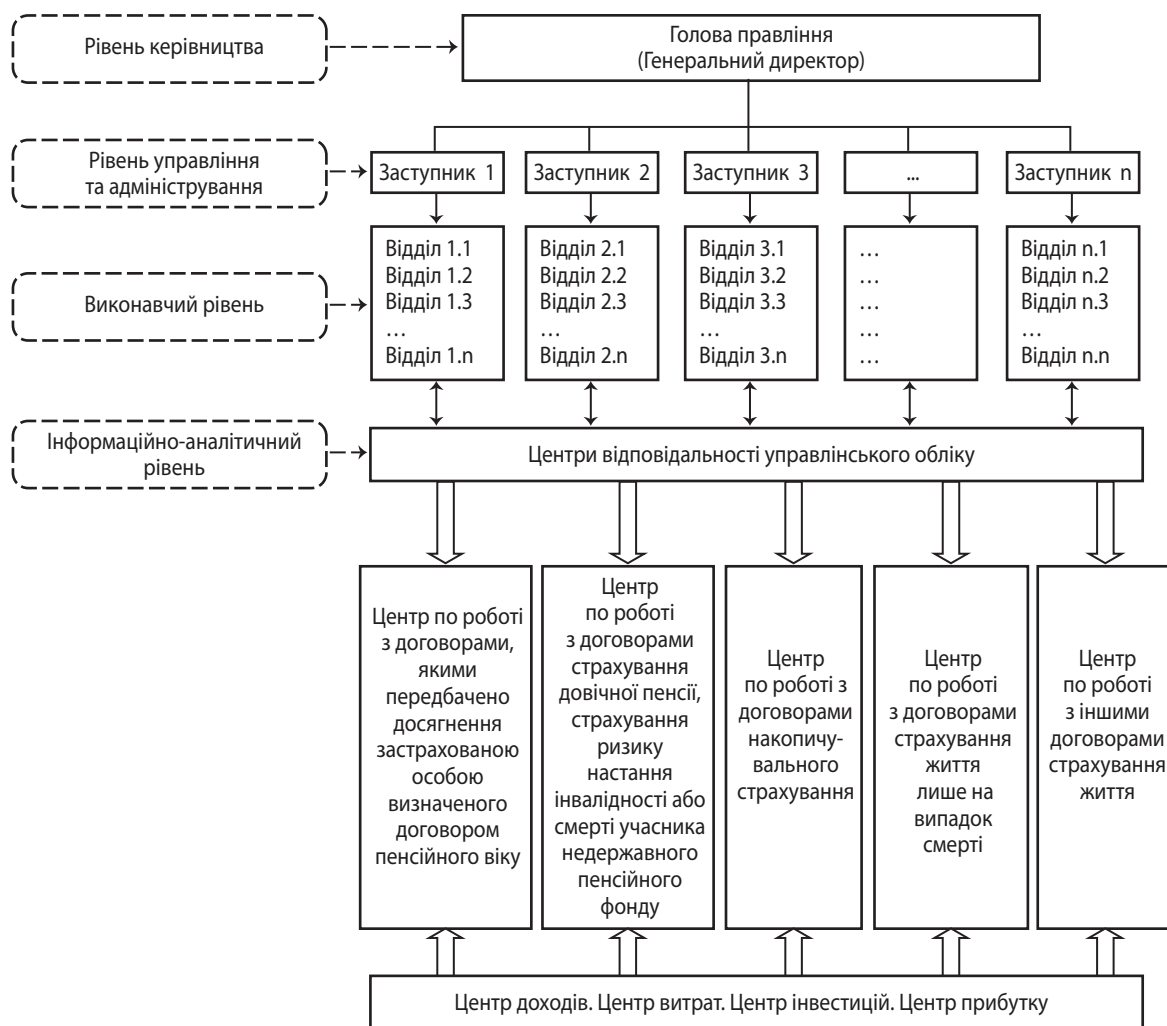 Рівень керівництва
Голова правління
(Генеральний директор)
Рівень управління
та адміністрування
Заступник 1
Заступник 2
Заступник 3
...
Заступник n
Виконавчий рівень
Відділ 1.1
Відділ 1.2
Відділ 1.3
…
Відділ 1.n
Відділ 2.1
Відділ 2.2
Відділ 2.3
…
Відділ 2.n
Відділ 3.1
Відділ 3.2
Відділ 3.3
…
Відділ 3.n
…
…
…
…
…
Відділ n.1
Відділ n.2
Відділ n.3
…
Відділ n.n
Інформаційно-аналітичний
рівень
Центри відповідальності управлінського обліку
Центр по роботі
з договорами,
якими
передбачено
досягнення
застрахованою
особою
визначеного
договором
пенсійного віку
Центр
по роботі
з договорами
страхування
довічної пенсії,
страхування
ризику
настання
інвалідності або
смерті учасника
недержавного
пенсійного
фонду
Центр
по роботі з
договорами
накопичу-
вального
страхування
Центр
по роботі
з договорами
страхування
життя
лише на
випадок
смерті
Центр
по роботі
з іншими
договорами
страхування
життя
Центр доходів. Центр витрат. Центр інвестицій. Центр прибутку